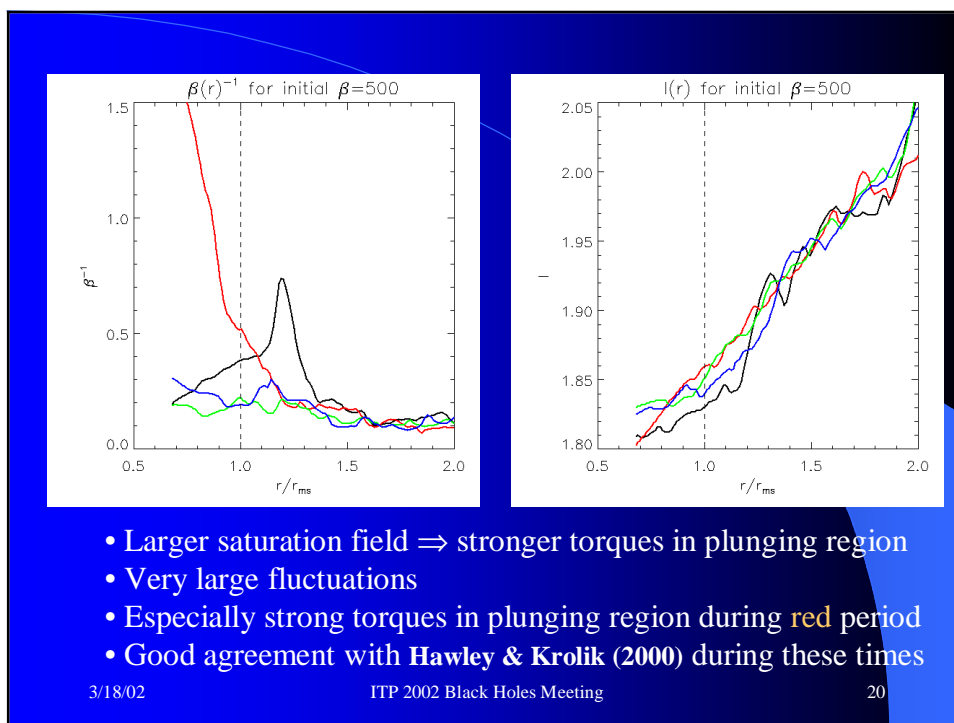 β(r)⁻¹ for initial β=500
1.5
1.0
0.5
0.0
β⁻¹
0.5 1.0 1.5 2.0
r/rms
l(r) for initial β=500
2.05
2.00
1.95
1.90
1.85
1.80
l
0.5 1.0 1.5 2.0
r/rms
• Larger saturation field ⇒ stronger torques in plunging region
• Very large fluctuations
• Especially strong torques in plunging region during red period
• Good agreement with Hawley & Krolik (2000) during these times
3/18/02 ITP 2002 Black Holes Meeting 20